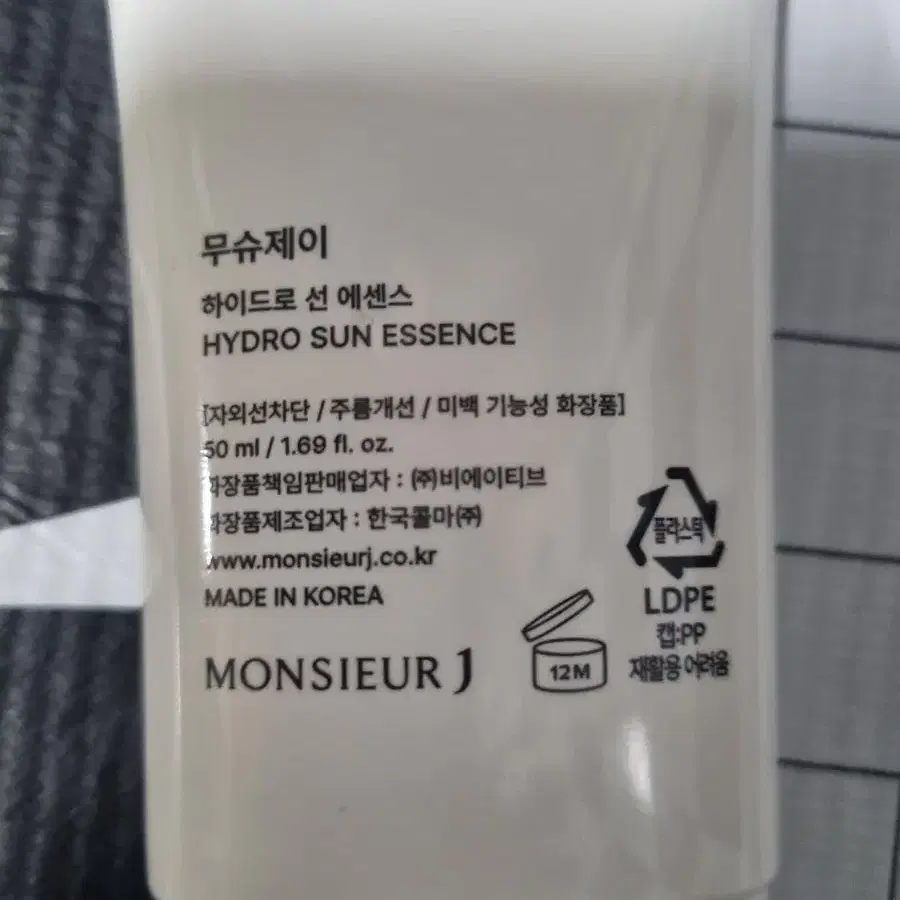 무슈제이
하이드로 선 에센스
HYDRO SUN ESSENCE
[자외선차단 / 주름개선 / 미백 기능성 화장품]
50 ml / 1.69 fl. oz.
화장품책임판매업자 : ㈜비에이티브
화장품제조업자 : 한국콜마㈜
www.monsieurj.co.kr
MADE IN KOREA
MONSIEUR J
12M
플라스틱
LDPE
캡:PP
재활용 어려움